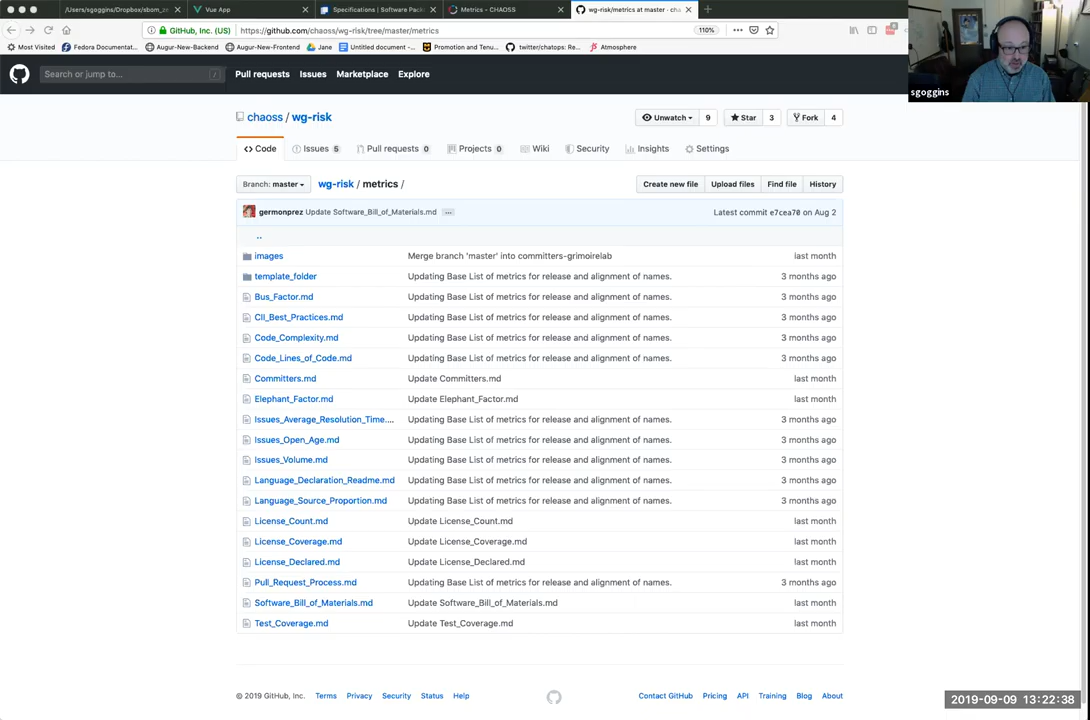 /Users/sgoggins/Dropbox/sbom_ze
Vue App
Specifications | Software Pack
Metrics - CHAOSS
wg-risk/metrics at master · cha
GitHub, Inc. (US)
https://github.com/chaoss/wg-risk/tree/master/metrics
110%
Most Visited
Fedora Documentat...
Augur-New-Backend
Augur-New-Frontend
Jane
Untitled document -...
Promotion and Tenu...
twitter/chatops: Re...
Atmosphere
Search or jump to...
/
Pull requests
Issues
Marketplace
Explore
sgoggins
chaoss / wg-risk
Unwatch 9
Star 3
Fork 4
Code
Issues 5
Pull requests 0
Projects 0
Wiki
Security
Insights
Settings
Branch: master
wg-risk / metrics /
Create new file
Upload files
Find file
History
germonprez Update Software_Bill_of_Materials.md ...
Latest commit e7cea70 on Aug 2
..
images Merge branch 'master' into committers-grimoirelab last month
template_folder Updating Base List of metrics for release and alignment of names. 3 months ago
Bus_Factor.md Updating Base List of metrics for release and alignment of names. 3 months ago
CII_Best_Practices.md Updating Base List of metrics for release and alignment of names. 3 months ago
Code_Complexity.md Updating Base List of metrics for release and alignment of names. 3 months ago
Code_Lines_of_Code.md Updating Base List of metrics for release and alignment of names. 3 months ago
Committers.md Update Committers.md last month
Elephant_Factor.md Update Elephant_Factor.md last month
Issues_Average_Resolution_Time.... Updating Base List of metrics for release and alignment of names. 3 months ago
Issues_Open_Age.md Updating Base List of metrics for release and alignment of names. 3 months ago
Issues_Volume.md Updating Base List of metrics for release and alignment of names. 3 months ago
Language_Declaration_Readme.md Updating Base List of metrics for release and alignment of names. 3 months ago
Language_Source_Proportion.md Updating Base List of metrics for release and alignment of names. 3 months ago
License_Count.md Update License_Count.md last month
License_Coverage.md Update License_Coverage.md last month
License_Declared.md Update License_Declared.md last month
Pull_Request_Process.md Updating Base List of metrics for release and alignment of names. 3 months ago
Software_Bill_of_Materials.md Update Software_Bill_of_Materials.md last month
Test_Coverage.md Update Test_Coverage.md last month
© 2019 GitHub, Inc.
Terms
Privacy
Security
Status
Help
Contact GitHub
Pricing
API
Training
Blog
About
2019-09-09 13:22:38